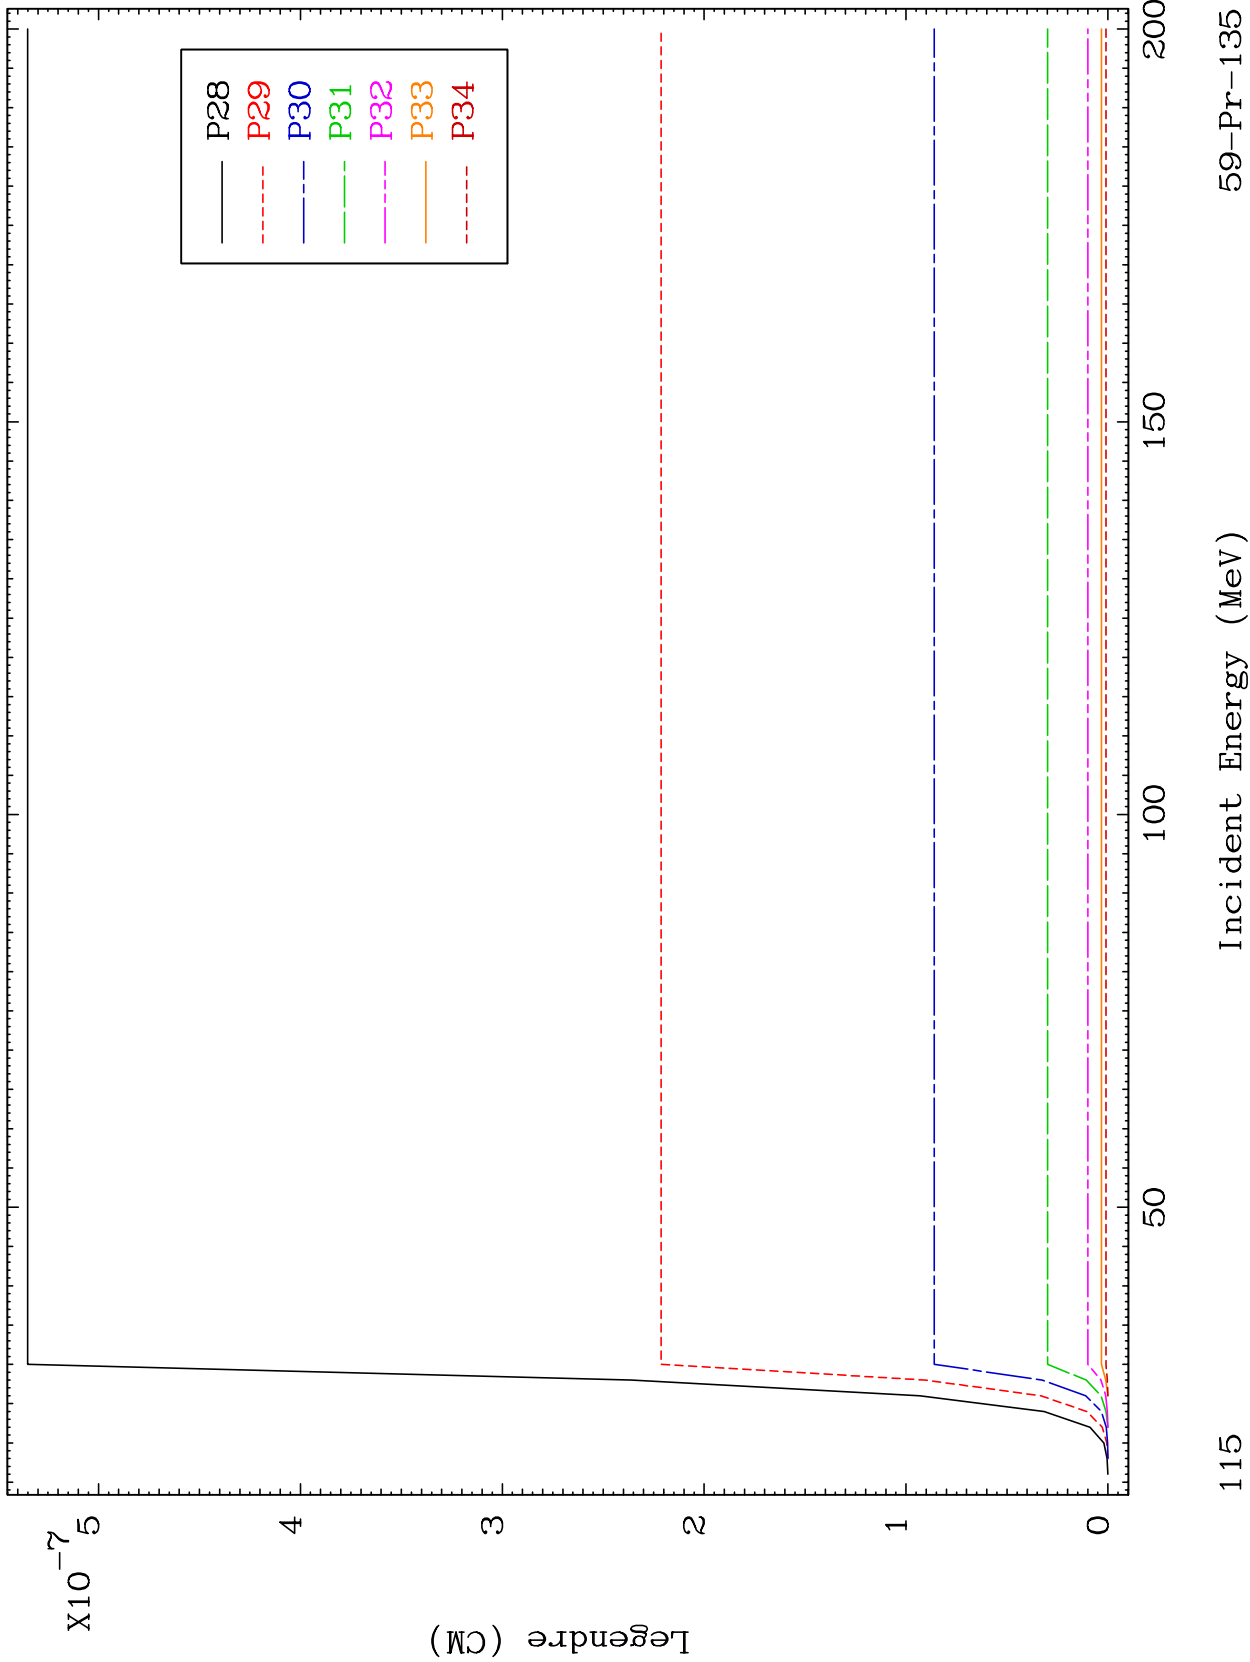 X10-7
Legendre (CM)
5
4
3
2
1
0
P28
P29
P30
P31
P32
P33
P34
50
100
150
200
Incident Energy (MeV)
115
59-Pr-135